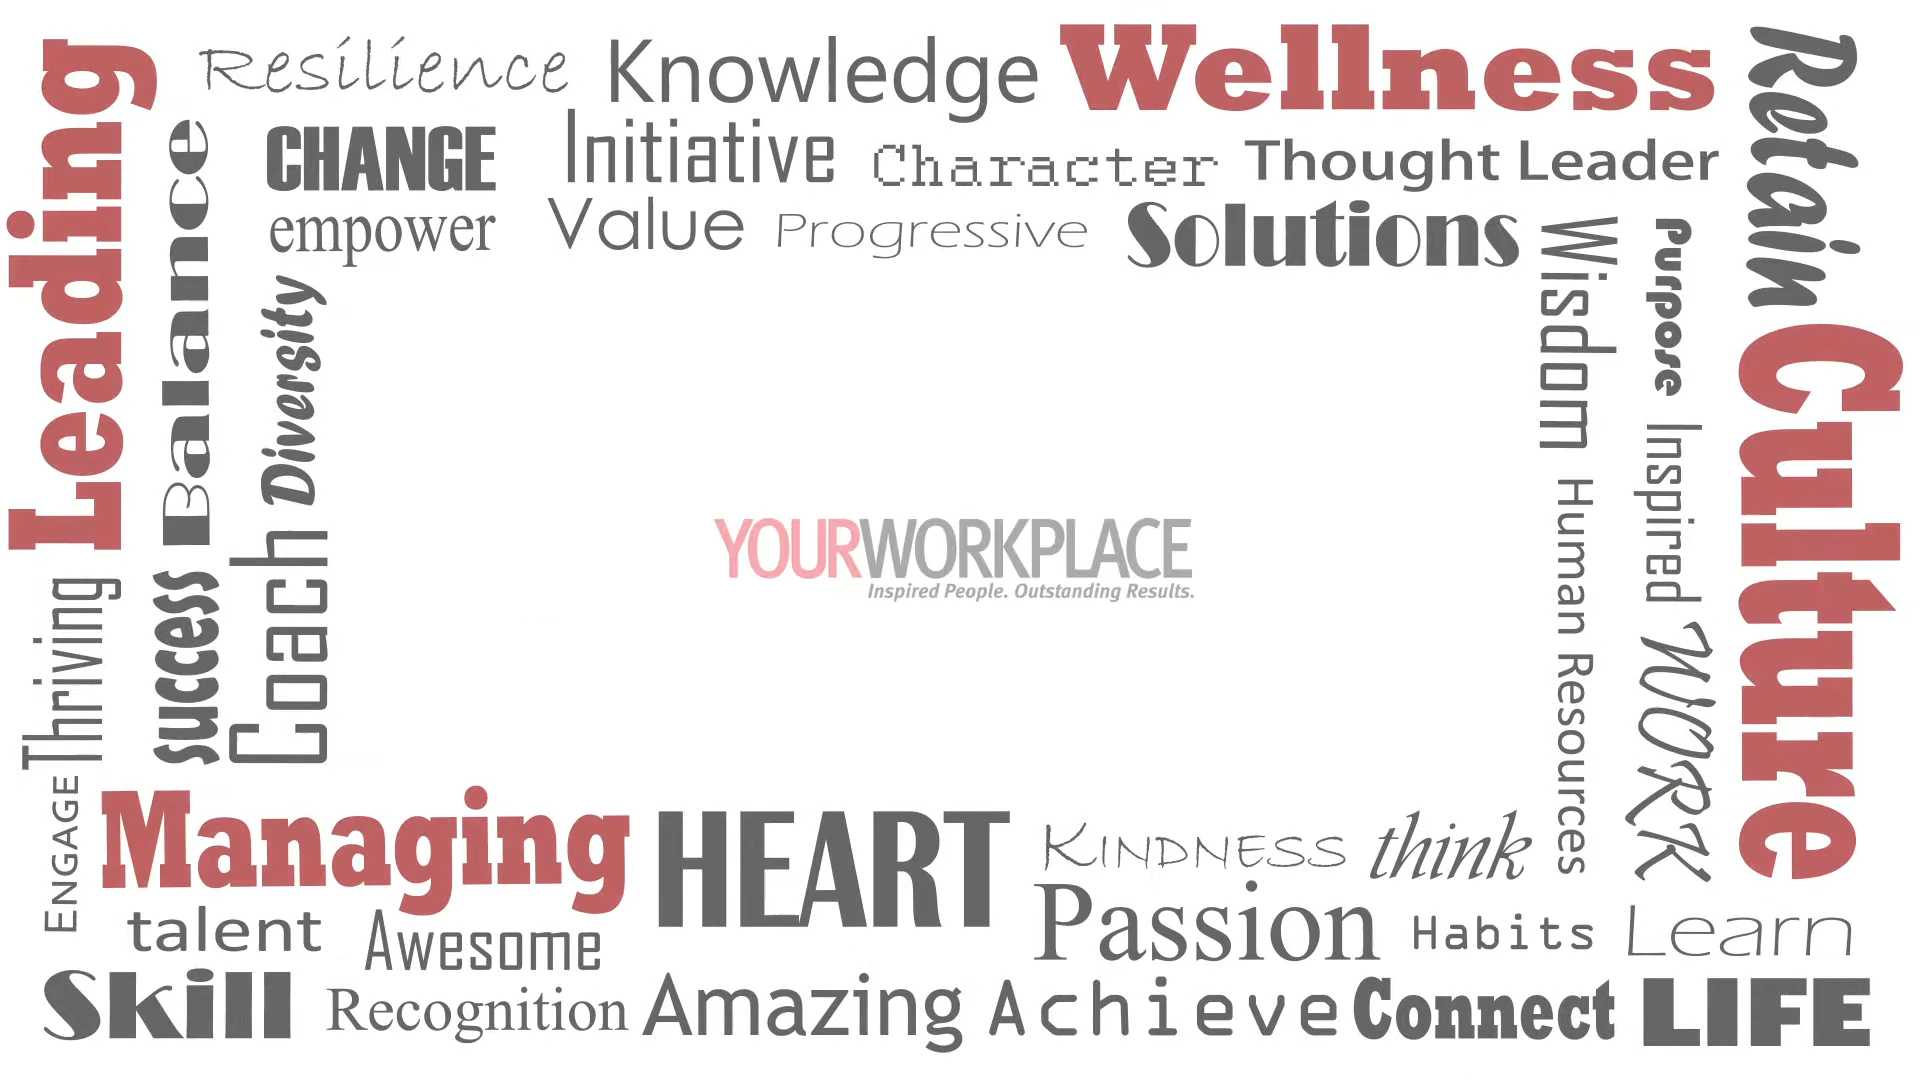 Leading
Resilience Knowledge Wellness
Retain
Balance
CHANGE Initiative Character Thought Leader
empower Value Progressive Solutions
Wisdom
Purpose
Culture
Diversity
Inspired
Human Resources
YOURWORKPLACE
Inspired People. Outstanding Results.
Thriving
success
Coach
WORK
ENGAGE
Managing HEART KINDNESS think
talent Awesome Passion Habits Learn
Skill Recognition Amazing Achieve Connect LIFE